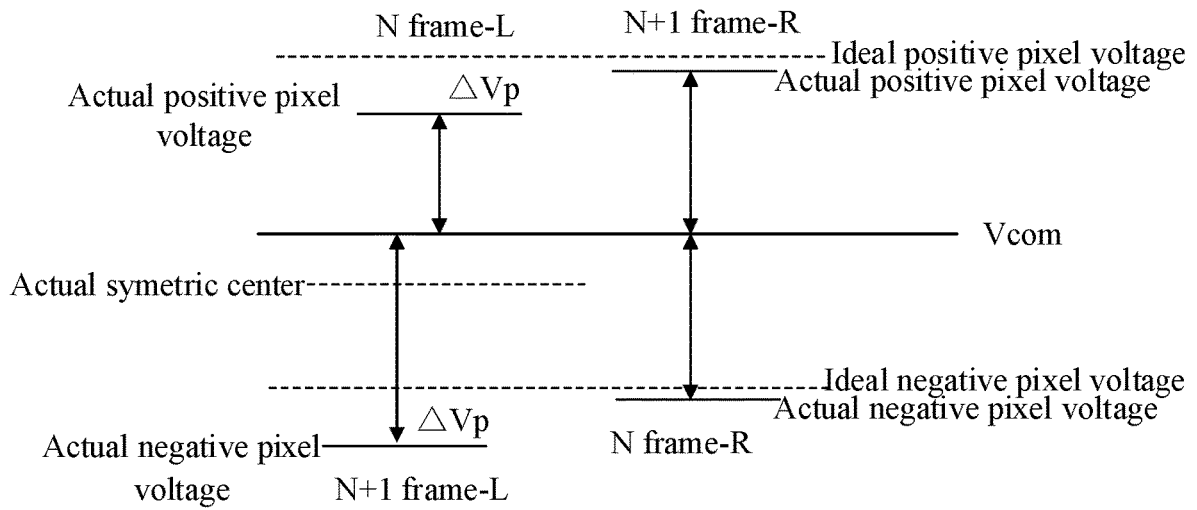 N frame-L
N+1 frame-R
Ideal positive pixel voltage
Actual positive pixel voltage
△Vp
Actual positive pixel
voltage
Vcom
Actual symetric center
Ideal negative pixel voltage
Actual negative pixel voltage
△Vp
N frame-R
Actual negative pixel
voltage
N+1 frame-L